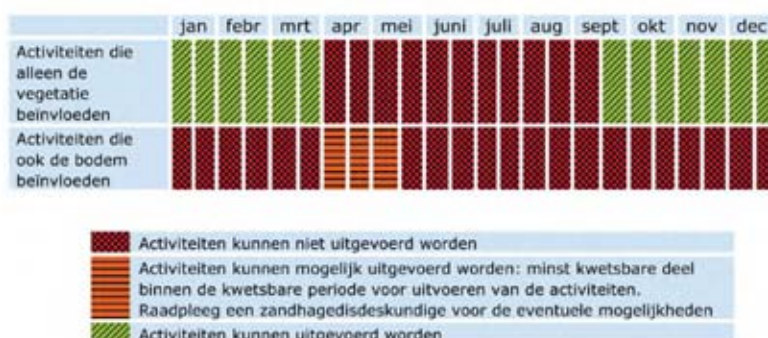 jan febr mrt apr mei juni juli aug sept okt nov dec
Activiteiten die
alleen de
vegetatie
beïnvloeden
Activiteiten die
ook de bodem
beïnvloeden
Activiteiten kunnen niet uitgevoerd worden
Activiteiten kunnen mogelijk uitgevoerd worden: minst kwetsbare deel
binnen de kwetsbare periode voor uitvoeren van de activiteiten.
Raadpleeg een zandhagedisdeskundige voor de eventuele mogelijkheden
Activiteiten kunnen uitgevoerd worden